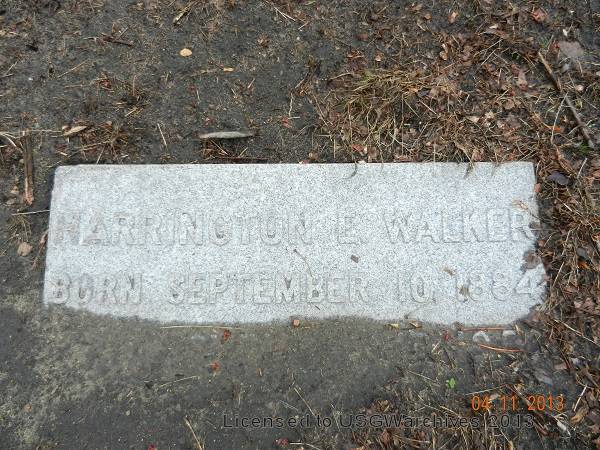 HARRINGTON E. WALKER
BORN SEPTEMBER 10, 1884
04.11.2013
Licensed to USGWarchives 2013